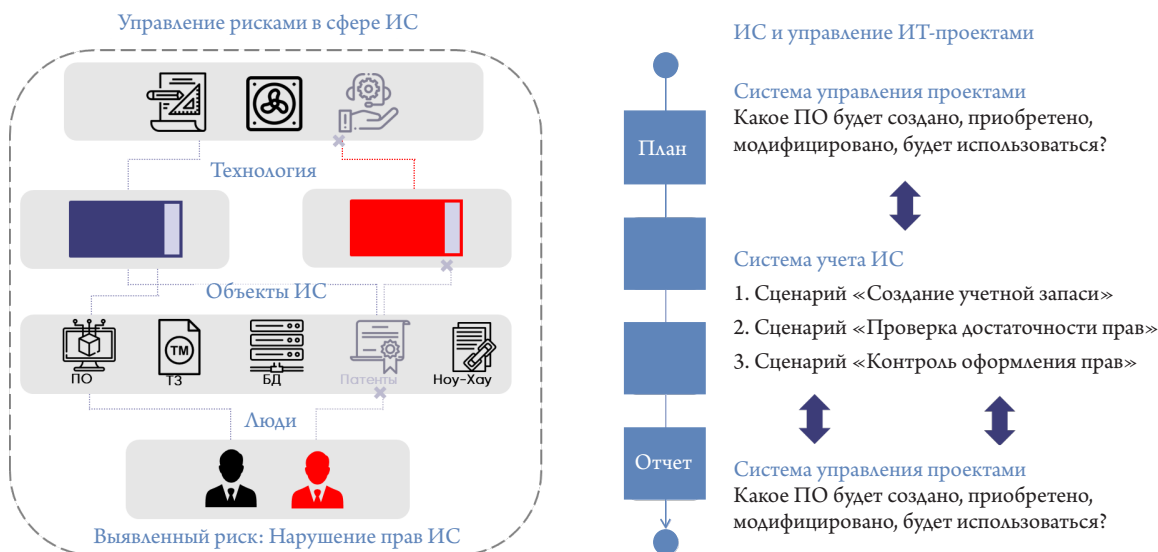 Управление рисками в сфере ИС
Технология
Объекты ИС
ПО
TM
ТЗ
БД
Патенты
Ноу-Хау
Люди
Выявленный риск: Нарушение прав ИС
ИС и управление ИТ-проектами
План
Отчет
Система управления проектами
Какое ПО будет создано, приобретено,
модифицировано, будет использоваться?
Система учета ИС
1. Сценарий «Создание учетной запаси»
2. Сценарий «Проверка достаточности прав»
3. Сценарий «Контроль оформления прав»
Система управления проектами
Какое ПО будет создано, приобретено,
модифицировано, будет использоваться?